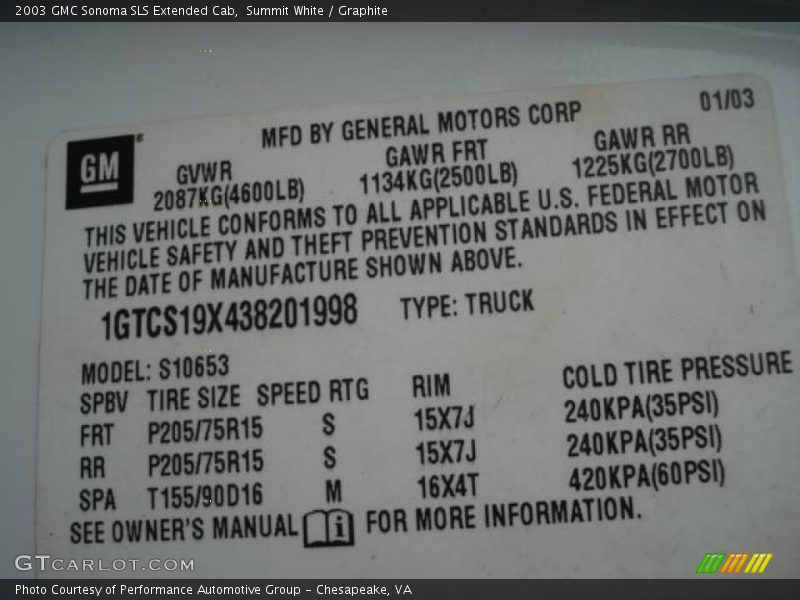 2003 GMC Sonoma SLS Extended Cab,  Summit White / Graphite
01/03
MFD BY GENERAL MOTORS CORP
GM
GVWR GAWR FRT GAWR RR
2087KG(4600LB) 1134KG(2500LB) 1225KG(2700LB)
THIS VEHICLE CONFORMS TO ALL APPLICABLE U.S. FEDERAL MOTOR
VEHICLE SAFETY AND THEFT PREVENTION STANDARDS IN EFFECT ON
THE DATE OF MANUFACTURE SHOWN ABOVE.
1GTCS19X438201998 TYPE: TRUCK
MODEL: S10653
SPBV TIRE SIZE SPEED RTG RIM COLD TIRE PRESSURE
FRT P205/75R15 S 15X7J 240KPA(35PSI)
RR P205/75R15 S 15X7J 240KPA(35PSI)
SPA T155/90D16 M 16X4T 420KPA(60PSI)
SEE OWNER'S MANUAL i FOR MORE INFORMATION.
GTCARLOT.COM
Photo Courtesy of Performance Automotive Group - Chesapeake, VA